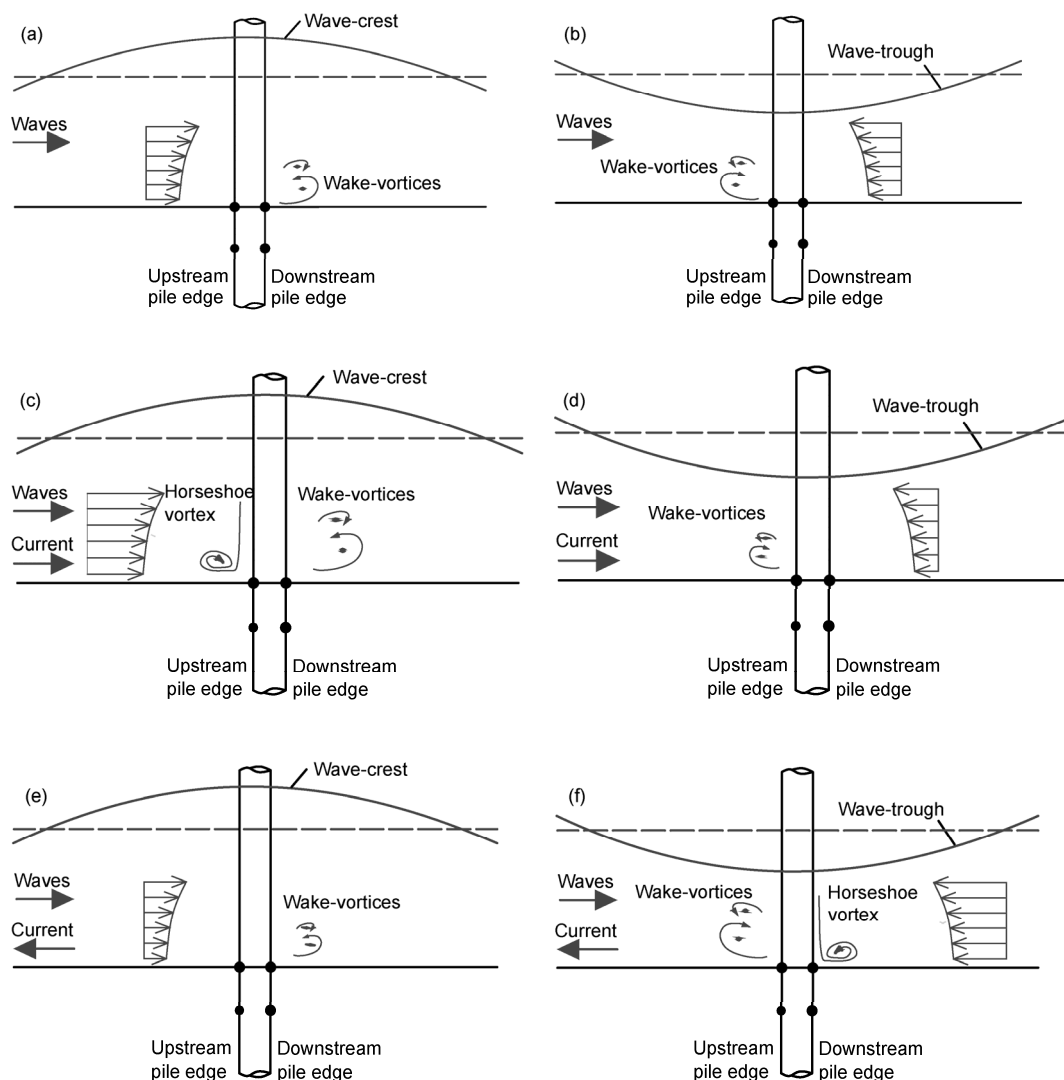 (a)
Wave-crest
Waves
Wake-vortices
Upstream
pile edge
Downstream
pile edge
(b)
Wave-trough
Waves
Wake-vortices
Upstream
pile edge
Downstream
pile edge
(c)
Wave-crest
Waves
Horseshoe
vortex
Wake-vortices
Current
Upstream
pile edge
Downstream
pile edge
(d)
Wave-trough
Waves
Wake-vortices
Current
Upstream
pile edge
Downstream
pile edge
(e)
Wave-crest
Waves
Wake-vortices
Current
Upstream
pile edge
Downstream
pile edge
(f)
Wave-trough
Waves
Wake-vortices
Horseshoe
vortex
Current
Upstream
pile edge
Downstream
pile edge